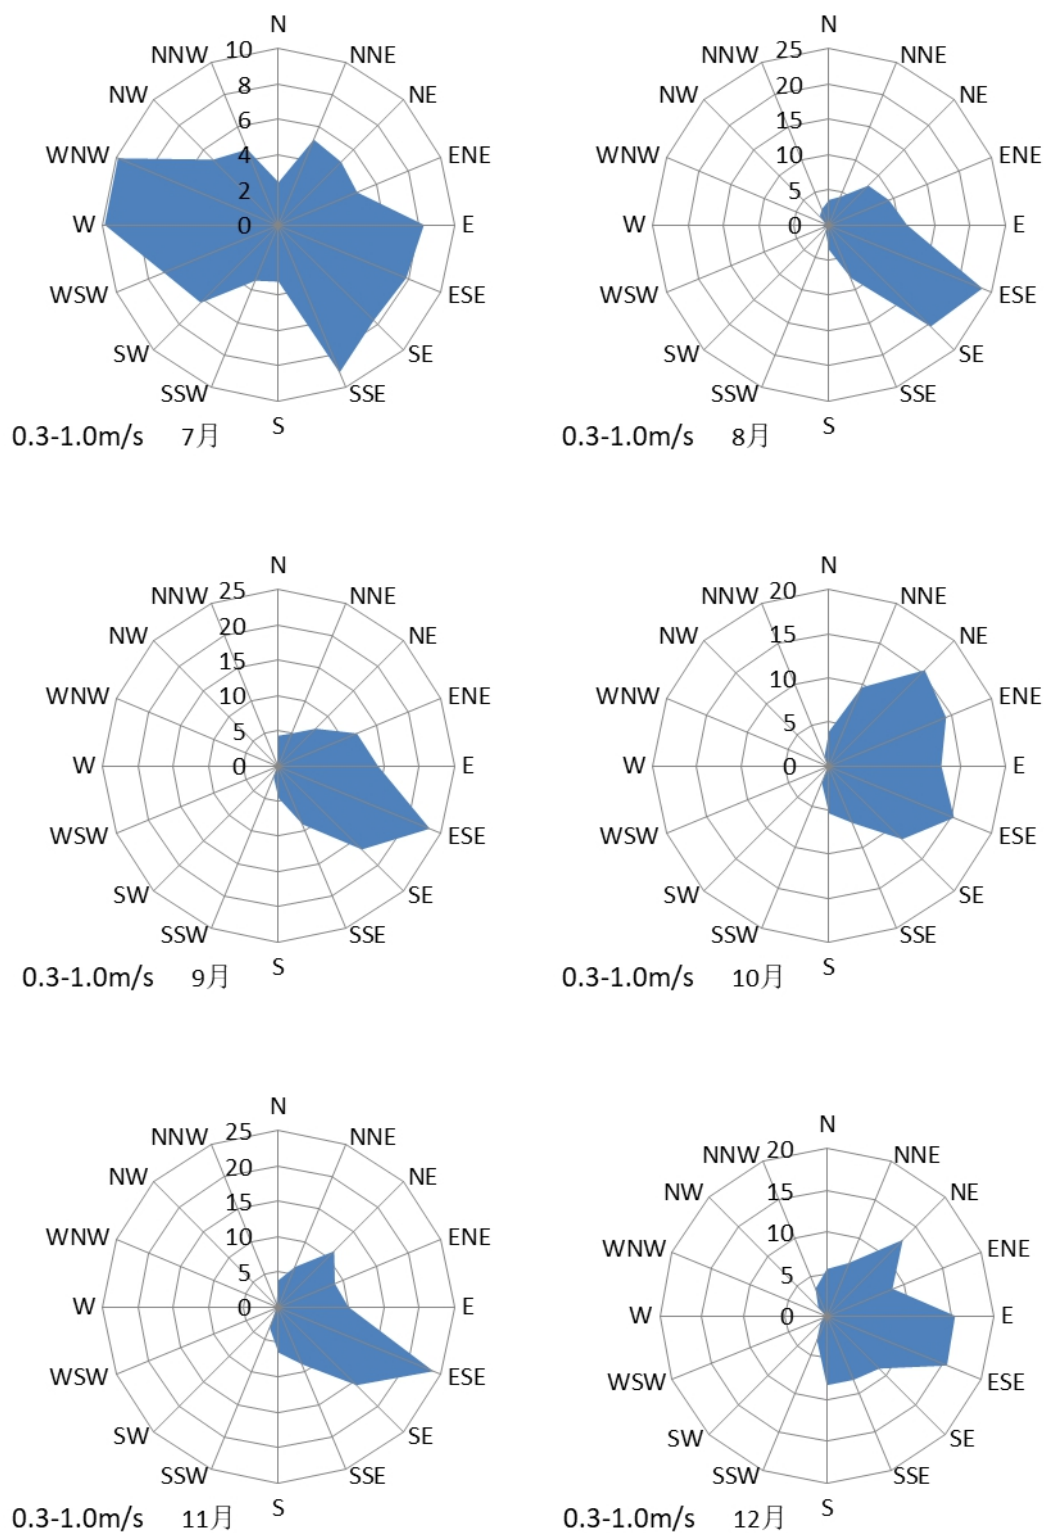 N
NNW 10 NNE
NW 8 NE
6
WNW 4 ENE
2
W 0 E
WSW ESE
SW SE
SSW SSE
S
0.3-1.0m/s 7月
N
NNW 25 NNE
NW 20 NE
15
WNW 10 ENE
5
W 0 E
WSW ESE
SW SE
SSW SSE
S
0.3-1.0m/s 8月
N
NNW 25 NNE
NW 20 NE
15
WNW 10 ENE
5
W 0 E
WSW ESE
SW SE
SSW SSE
S
0.3-1.0m/s 9月
N
NNW 20 NNE
NW 15 NE
WNW 10 ENE
5
W 0 E
WSW ESE
SW SE
SSW SSE
S
0.3-1.0m/s 10月
N
NNW 25 NNE
NW 20 NE
15
WNW 10 ENE
5
W 0 E
WSW ESE
SW SE
SSW SSE
S
0.3-1.0m/s 11月
N
NNW 20 NNE
NW 15 NE
WNW 10 ENE
5
W 0 E
WSW ESE
SW SE
SSW SSE
S
0.3-1.0m/s 12月